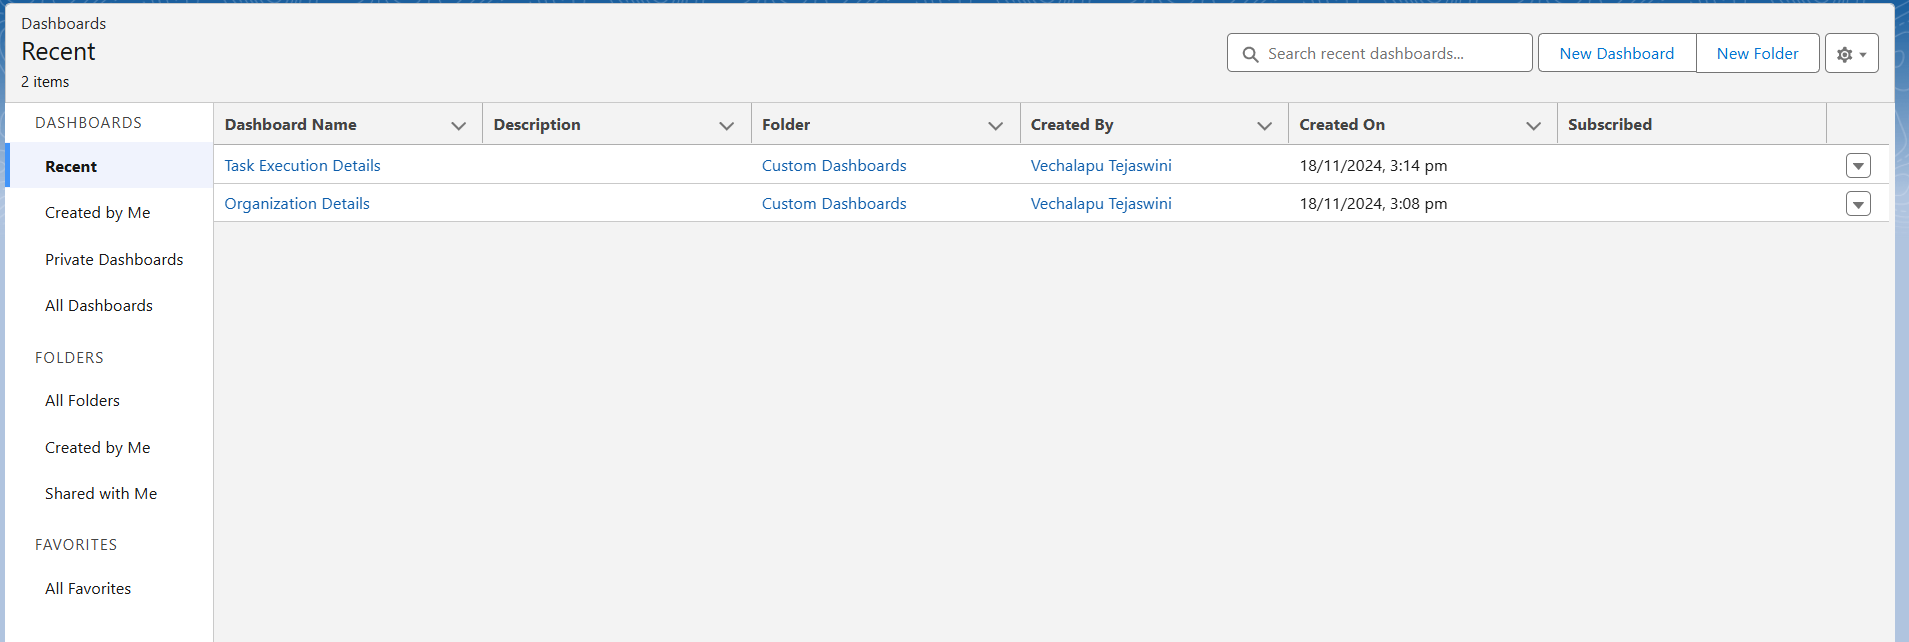 Dashboards
Recent
2 items
Search recent dashboards...
New Dashboard
New Folder
DASHBOARDS
Recent
Created by Me
Private Dashboards
All Dashboards
FOLDERS
All Folders
Created by Me
Shared with Me
FAVORITES
All Favorites
Dashboard Name Description Folder Created By Created On Subscribed
Task Execution Details Custom Dashboards Vechalapu Tejaswini 18/11/2024, 3:14 pm
Organization Details Custom Dashboards Vechalapu Tejaswini 18/11/2024, 3:08 pm